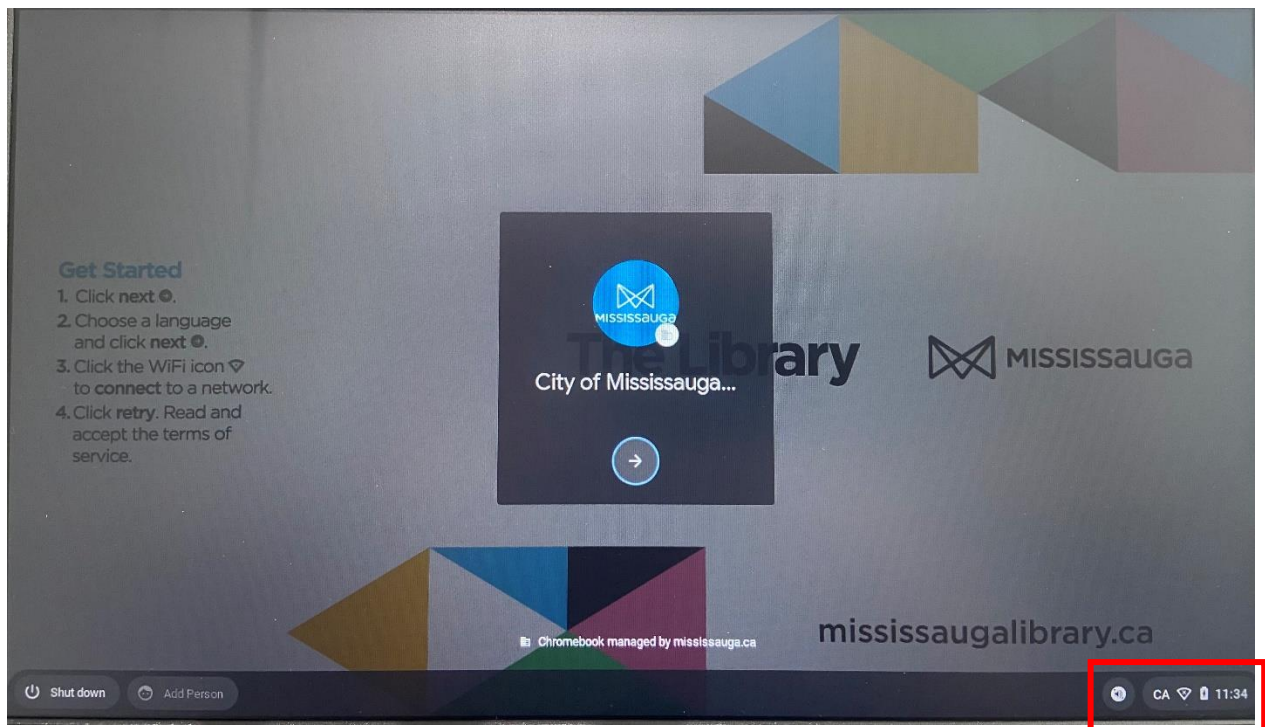 Get Started
1. Click next
2. Choose a language
and click next
3. Click the WiFi icon
to connect to a network.
4. Click retry. Read and
accept the terms of
service.
MISSISSAUGA
The Library
MISSISSAUGA
City of Mississauga...
Chromebook managed by mississauga.ca
mississaugalibrary.ca
Shut down
Add Person
CA 11:34